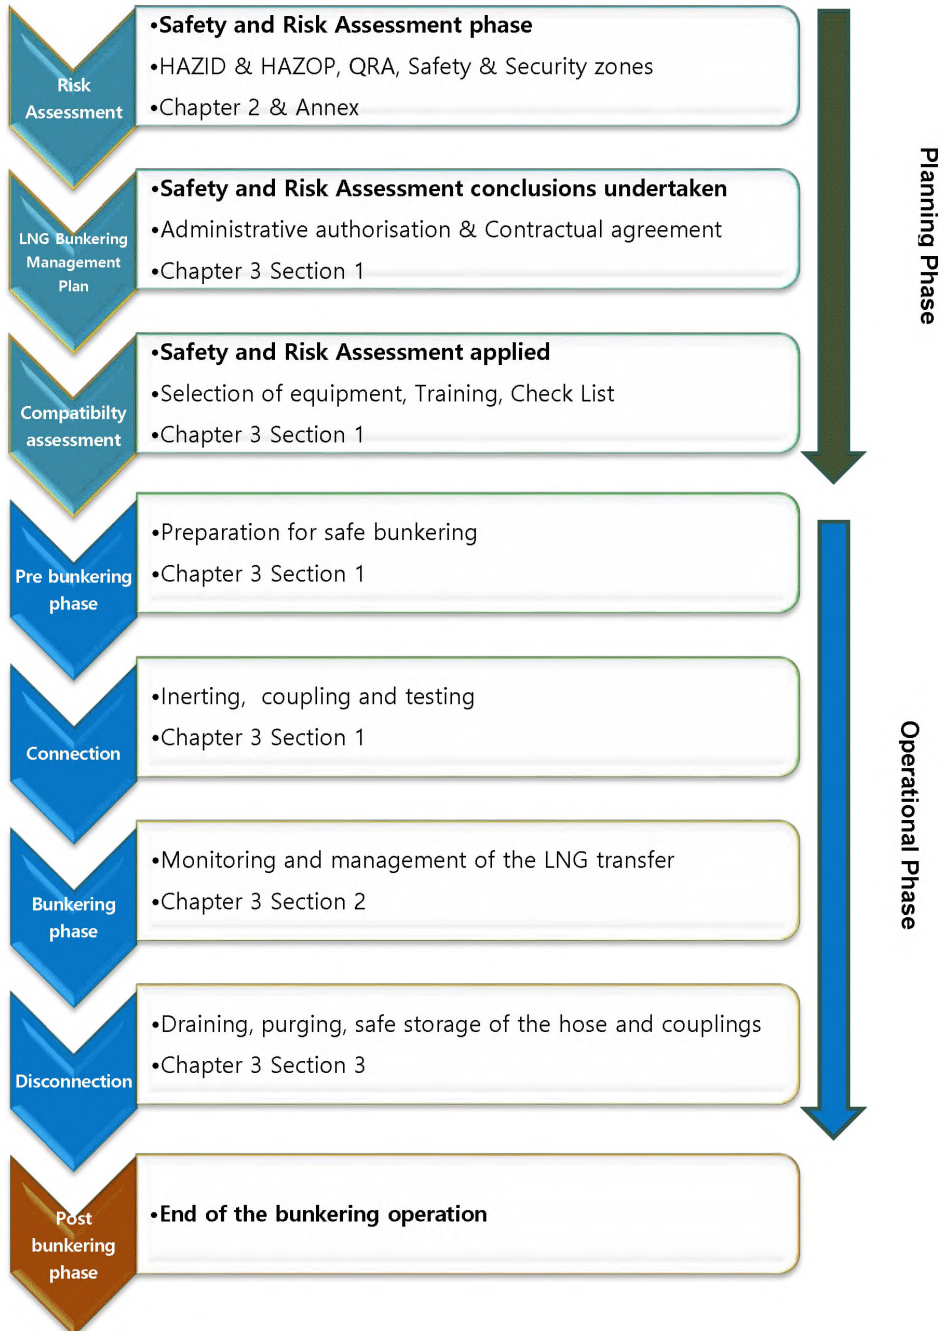 Risk
Assessment
•Safety and Risk Assessment phase
•HAZID & HAZOP, QRA, Safety & Security zones
•Chapter 2 & Annex
LNG Bunkering
Management
Plan
•Safety and Risk Assessment conclusions undertaken
•Administrative authorisation & Contractual agreement
•Chapter 3 Section 1
Compatibilty
assessment
•Safety and Risk Assessment applied
•Selection of equipment, Training, Check List
•Chapter 3 Section 1
Planning Phase
Pre bunkering
phase
•Preparation for safe bunkering
•Chapter 3 Section 1
Connection
•Inerting, coupling and testing
•Chapter 3 Section 1
Bunkering
phase
•Monitoring and management of the LNG transfer
•Chapter 3 Section 2
Disconnection
•Draining, purging, safe storage of the hose and couplings
•Chapter 3 Section 3
Operational Phase
Post
bunkering
phase
•End of the bunkering operation